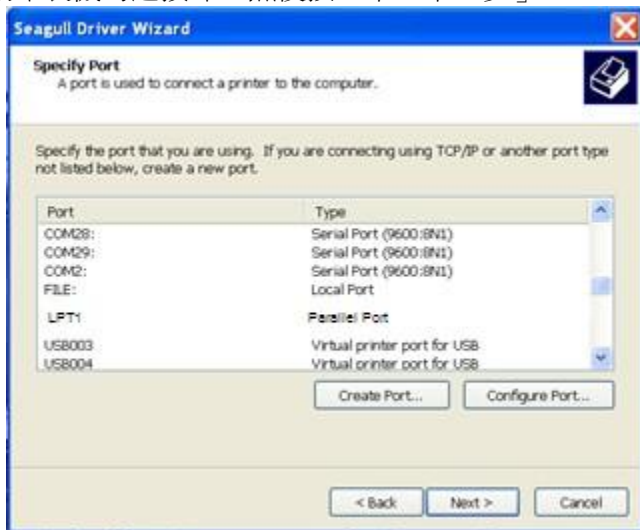 Seagull Driver Wizard
Specify Port
A port is used to connect a printer to the computer.
Specify the port that you are using. If you are connecting using TCP/IP or another port type
not listed below, create a new port.
Port Type
COM28: Serial Port (9600:8N1)
COM29: Serial Port (9600:8N1)
COM2: Serial Port (9600:8N1)
FILE: Local Port
LPT1 Parallel Port
USB003 Virtual printer port for USB
USB004 Virtual printer port for USB
Create Port... Configure Port...
< Back Next > Cancel